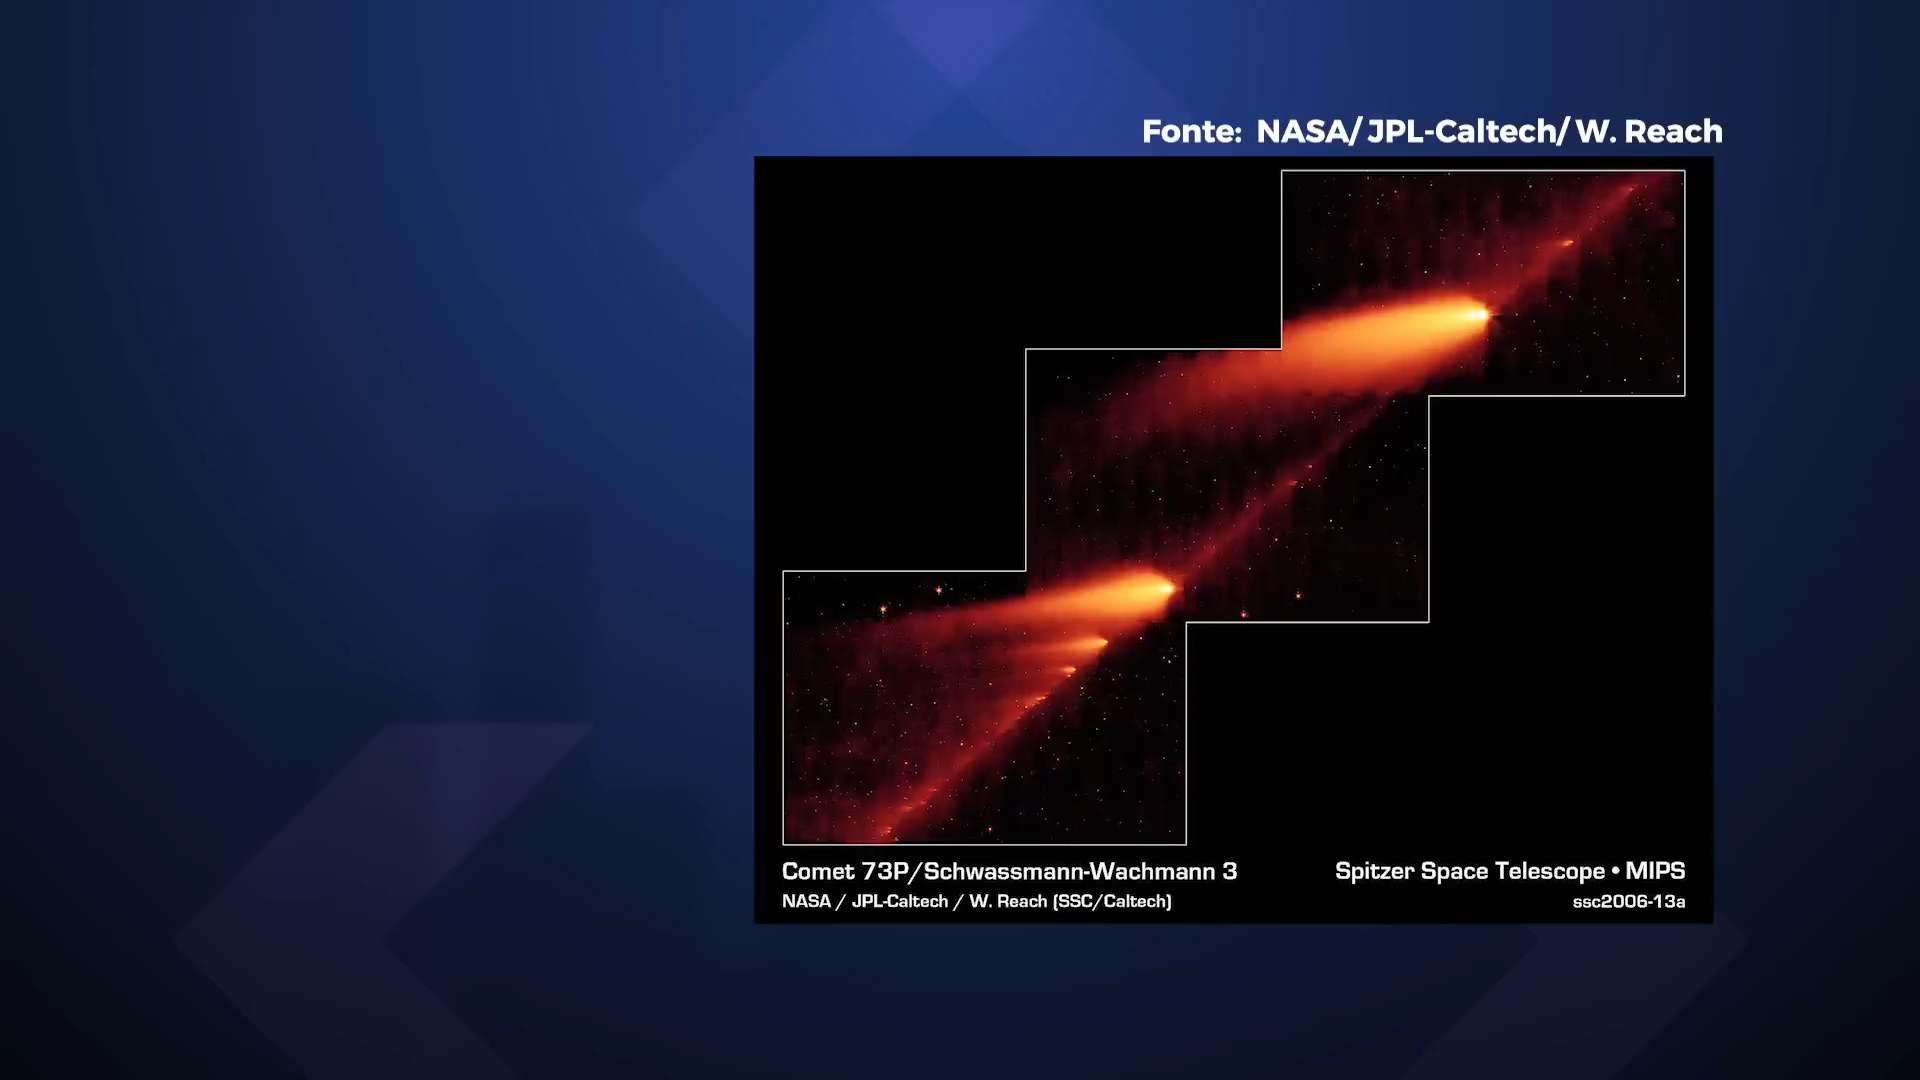 Fonte: NASA/JPL-Caltech/W. Reach
Comet 73P/Schwassmann-Wachmann 3
NASA / JPL-Caltech / W. Reach (SSC/Caltech)
Spitzer Space Telescope • MIPS
ssc2006-13a